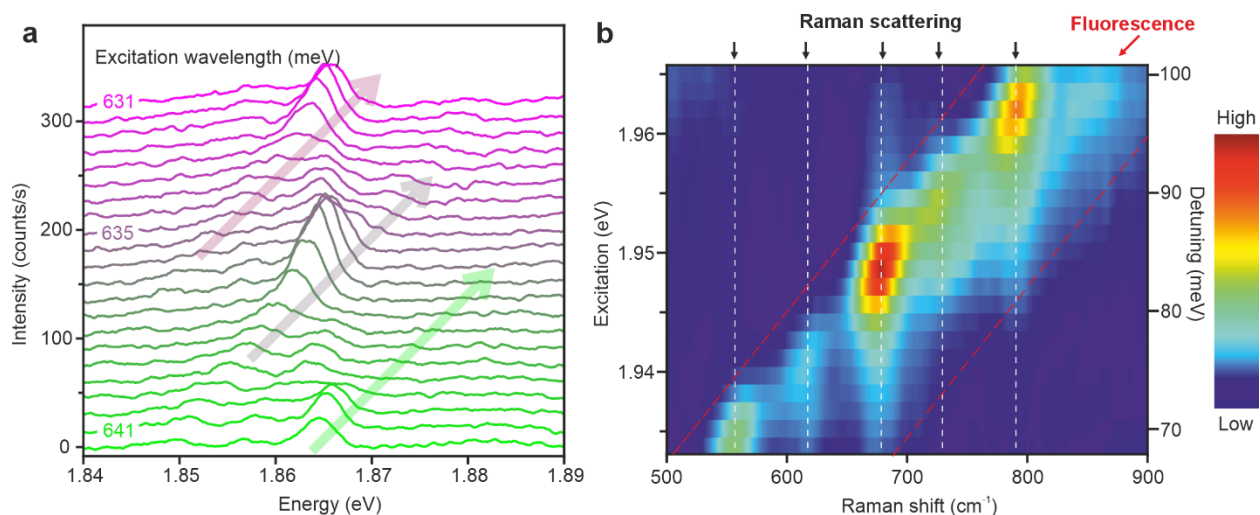 a
Excitation wavelength (meV)
631
635
641
Intensity (counts/s)
300
200
100
0
1.84 1.85 1.86 1.87 1.88 1.89
Energy (eV)
b
Raman scattering
Fluorescence
Excitation (eV)
1.96
1.95
1.94
100
90
80
70
Detuning (meV)
500 600 700 800 900
Raman shift (cm⁻¹)
High
Low